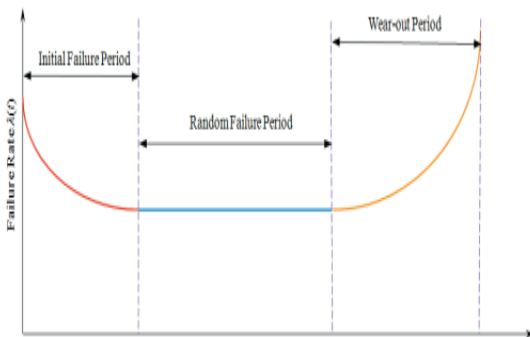 Wear-out Period
Initial Failure Period
Random Failure Period
Failure Rate λ(t)